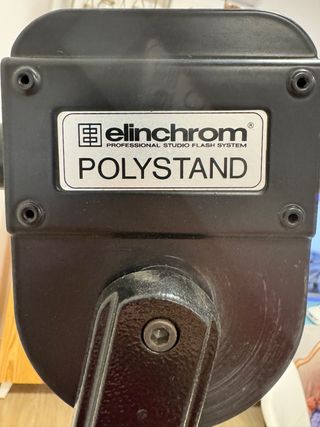 elinchrom®
PROFESSIONAL STUDIO FLASH SYSTEM
POLYSTAND